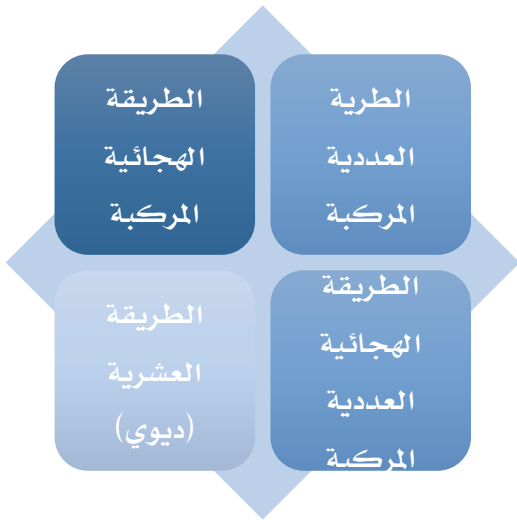 الطرية
العددية
المركبة
الطريقة
الهجائية
المركبة
الطريقة
الهجائية
العددية
المركبة
الطريقة
العشرية
(ديوي)